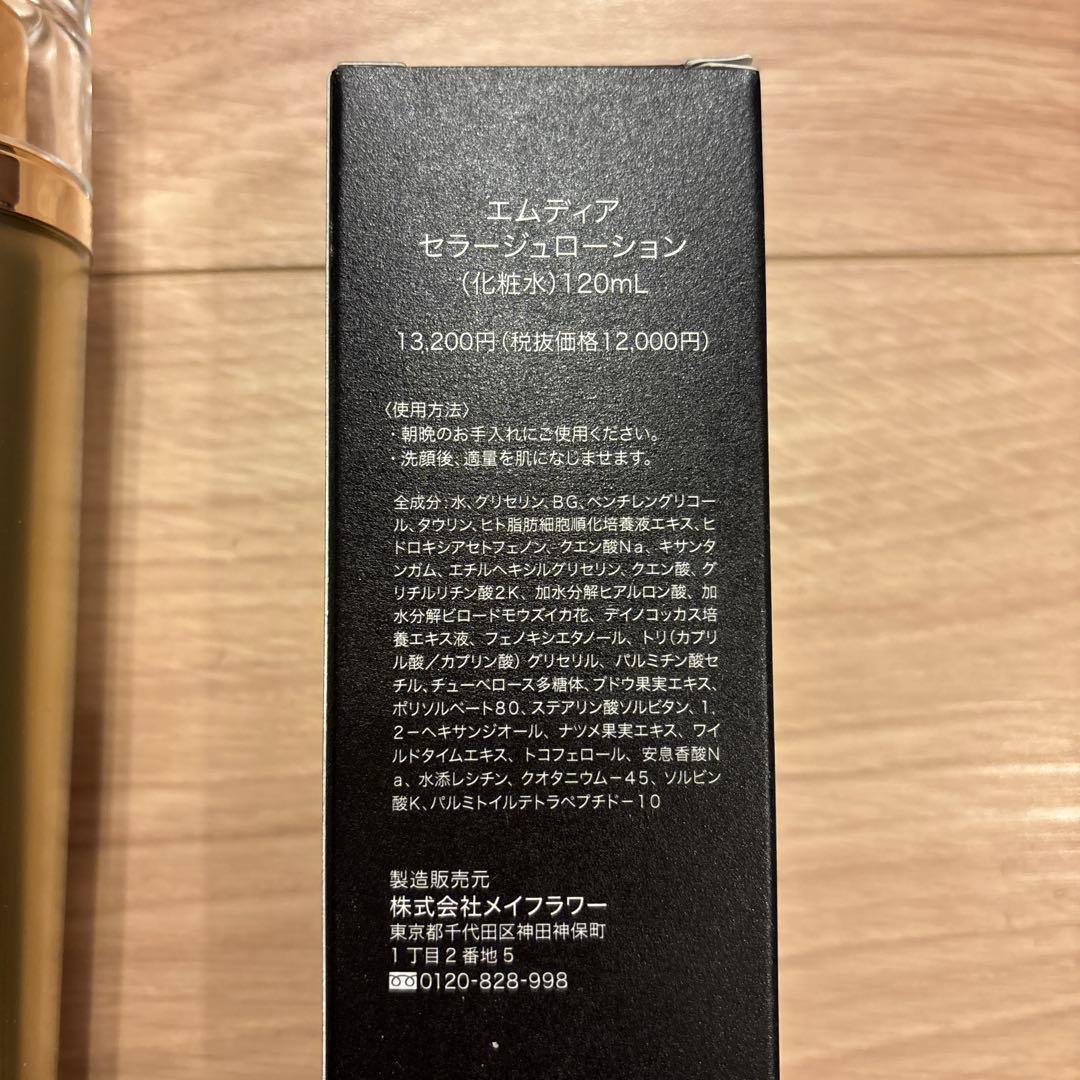 エムディア
セラージュローション
(化粧水)120mL
13,200円(税抜価格12,000円)
〈使用方法〉
・朝晩のお手入れにご使用ください。
・洗顔後、適量を肌になじませます。
全成分:水、グリセリン、BG、ペンチレングリコー
ル、タウリン、ヒト脂肪細胞順化培養液エキス、ヒ
ドロキシアセトフェノン、クエン酸Na、キサンタ
ンガム、エチルヘキシルグリセリン、クエン酸、グ
リチルリチン酸2K、加水分解ヒアルロン酸、加
水分解ビロードモウズイカ花、デイノコッカス培
養エキス液、フェノキシエタノール、トリ(カプリ
ル酸/カプリン酸)グリセリル、パルミチン酸セ
チル、チューベロース多糖体、ブドウ果実エキス、
ポリソルベート80、ステアリン酸ソルビタン、1,
2-ヘキサンジオール、ナツメ果実エキス、ワイ
ルドタイムエキス、トコフェロール、安息香酸N
a、水添レシチン、クオタニウム-45、ソルビン
酸K、パルミトイルテトラペプチド-10
製造販売元
株式会社メイフラワー
東京都千代田区神田神保町
1丁目2番地5
0120-828-998